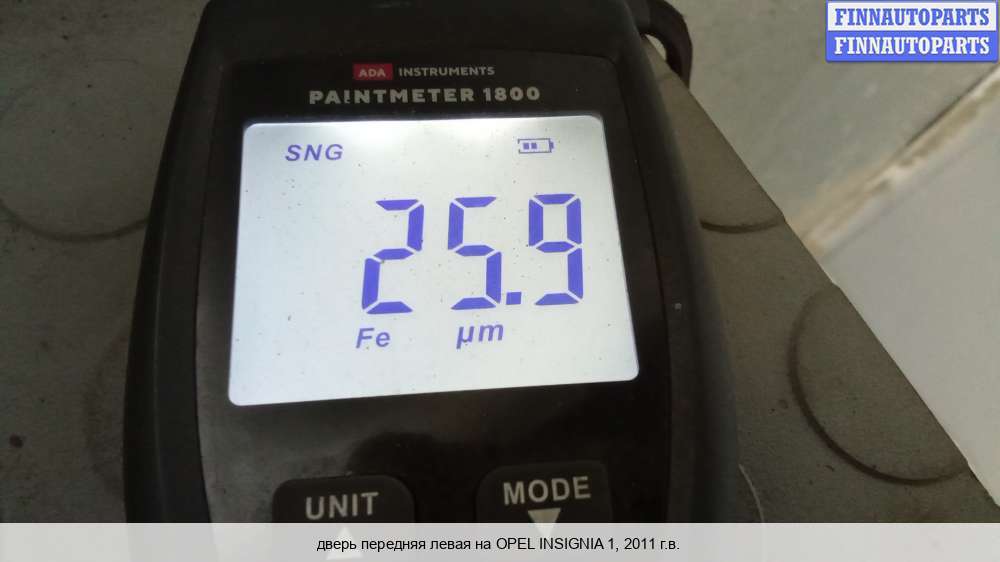 FINNAUTOPARTS
FINNAUTOPARTS
ADA INSTRUMENTS
PAINTMETER 1800
SNG
25.9
Fe µm
UNIT MODE
дверь передняя левая на OPEL INSIGNIA 1, 2011 г.в.